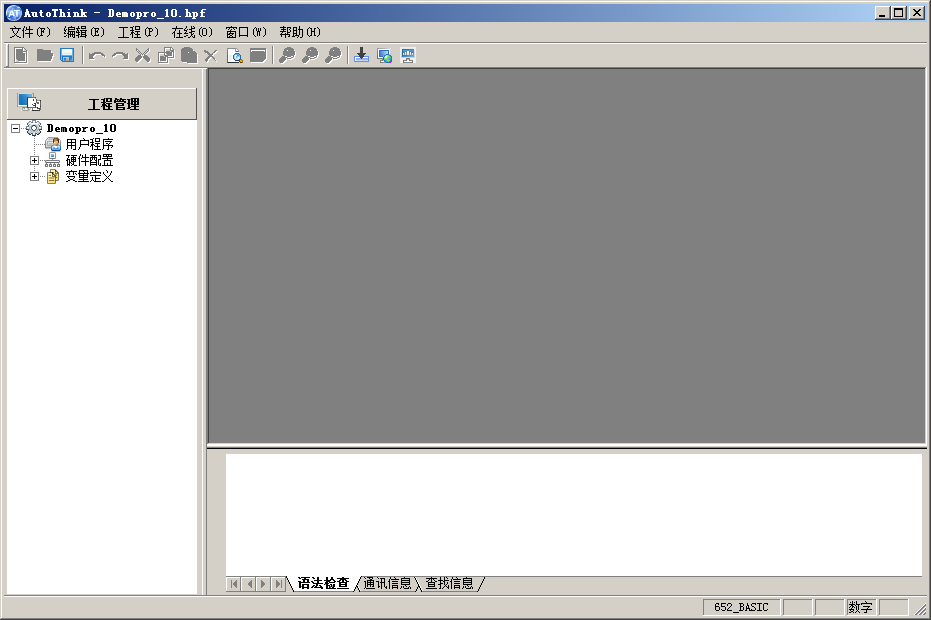 AutoThink - Demopro_10.hpf
文件(F) 编辑(E) 工程(P) 在线(O) 窗口(W) 帮助(H)
工程管理
Demopro_10
用户程序
硬件配置
变量定义
语法检查 通讯信息 查找信息
652_BASIC 数字